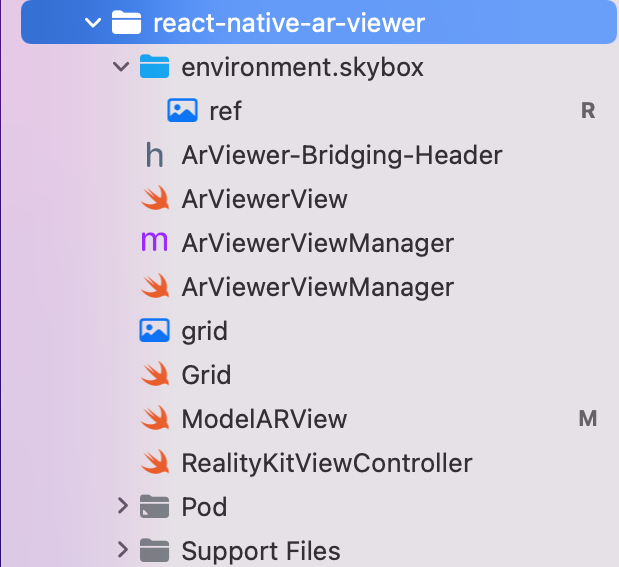 react-native-ar-viewer
environment.skybox
ref R
h ArViewer-Bridging-Header
ArViewerView
m ArViewerViewManager
ArViewerViewManager
grid
Grid
ModelARView M
RealityKitViewController
Pod
Support Files